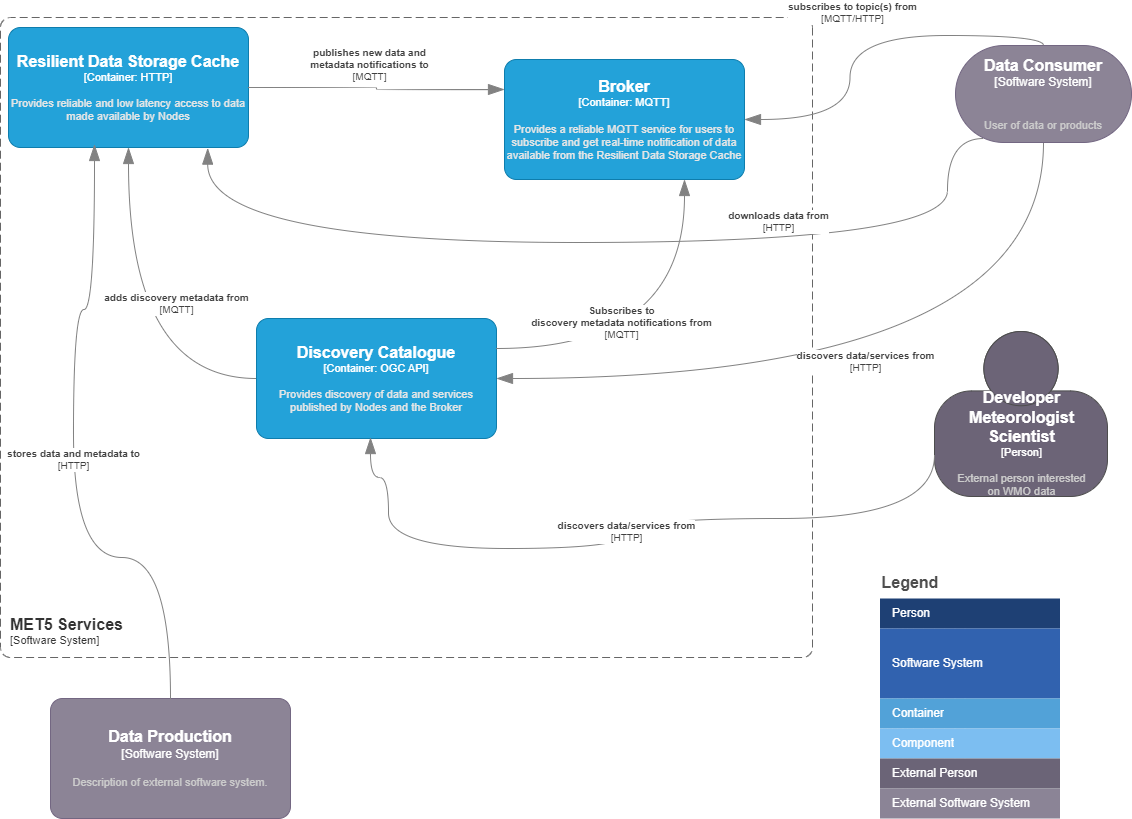 subscribes to topic(s) from
[MQTT/HTTP]
Resilient Data Storage Cache
[Container: HTTP]
Provides reliable and low latency access to data
made available by Nodes
publishes new data and
metadata notifications to
[MQTT]
Broker
[Container: MQTT]
Provides a reliable MQTT service for users to
subscribe and get real-time notification of data
available from the Resilient Data Storage Cache
Data Consumer
[Software System]
User of data or products
downloads data from
[HTTP]
adds discovery metadata from
[MQTT]
Subscribes to
discovery metadata notifications from
[MQTT]
Discovery Catalogue
[Container: OGC API]
Provides discovery of data and services
published by Nodes and the Broker
discovers data/services from
[HTTP]
Developer
Meteorologist
Scientist
[Person]
External person interested
on WMO data
stores data and metadata to
[HTTP]
discovers data/services from
[HTTP]
MET5 Services
[Software System]
Data Production
[Software System]
Description of external software system.
Legend
Person
Software System
Container
Component
External Person
External Software System